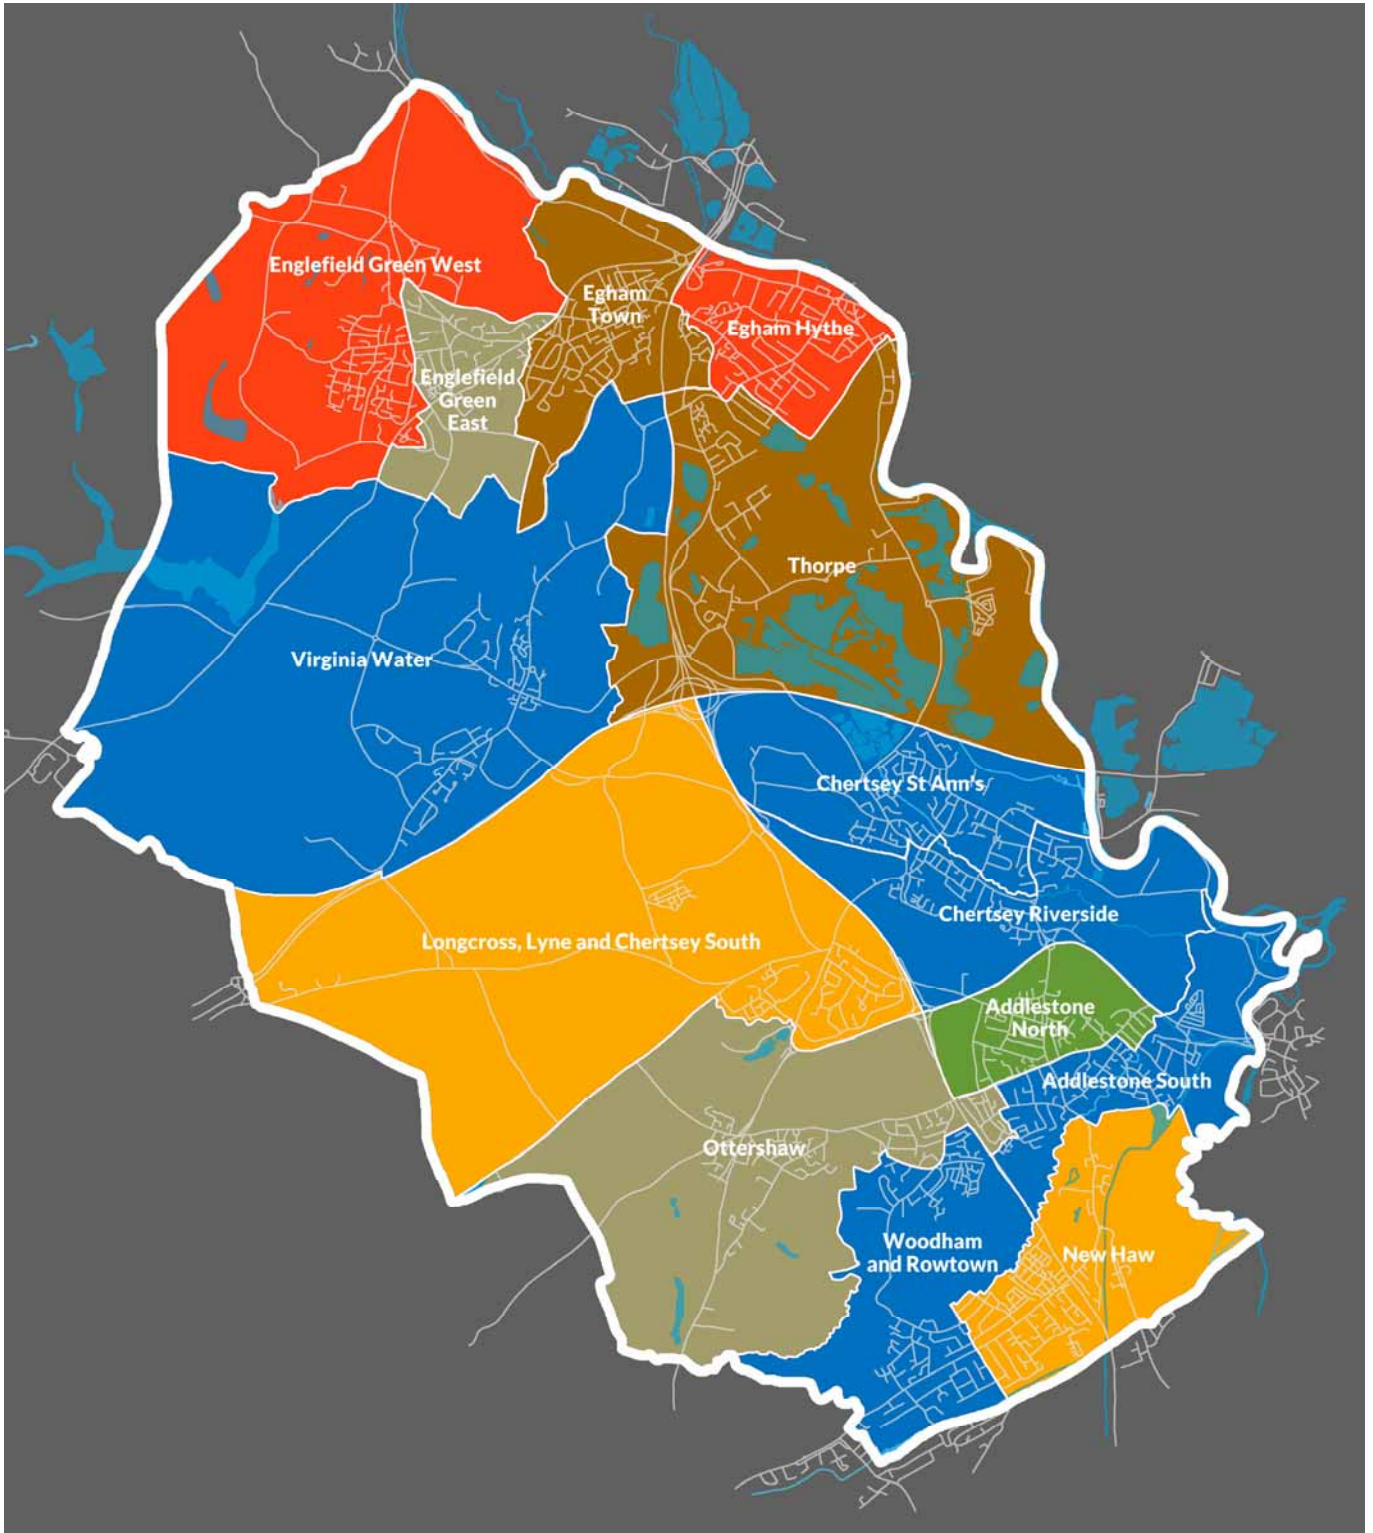 Englefield Green West
Egham
Town
Egham Hythe
Englefield
Green
East
Thorpe
Virginia Water
Chertsey St Ann's
Chertsey Riverside
Longcross, Lyne and Chertsey South
Addlestone
North
Addlestone South
Ottershaw
Woodham
and Rowtown
New Haw